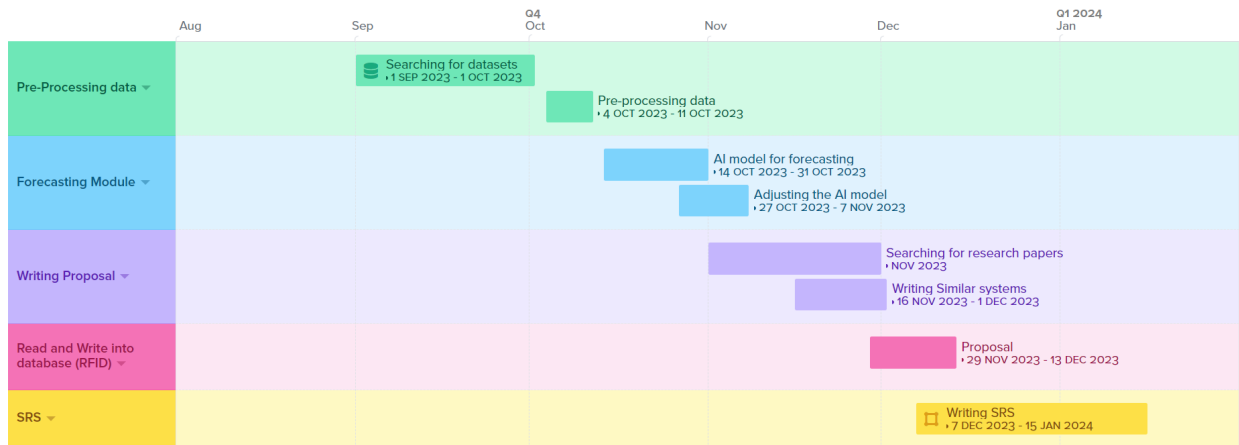 Q4
Q1 2024
Aug
Sep
Oct
Nov
Dec
Jan
Pre-Processing data
Searching for datasets
1 SEP 2023 - 1 OCT 2023
Pre-processing data
4 OCT 2023 - 11 OCT 2023
Forecasting Module
AI model for forecasting
14 OCT 2023 - 31 OCT 2023
Adjusting the AI model
27 OCT 2023 - 7 NOV 2023
Writing Proposal
Searching for research papers
NOV 2023
Writing Similar systems
16 NOV 2023 - 1 DEC 2023
Read and Write into
database (RFID)
Proposal
29 NOV 2023 - 13 DEC 2023
SRS
Writing SRS
7 DEC 2023 - 15 JAN 2024